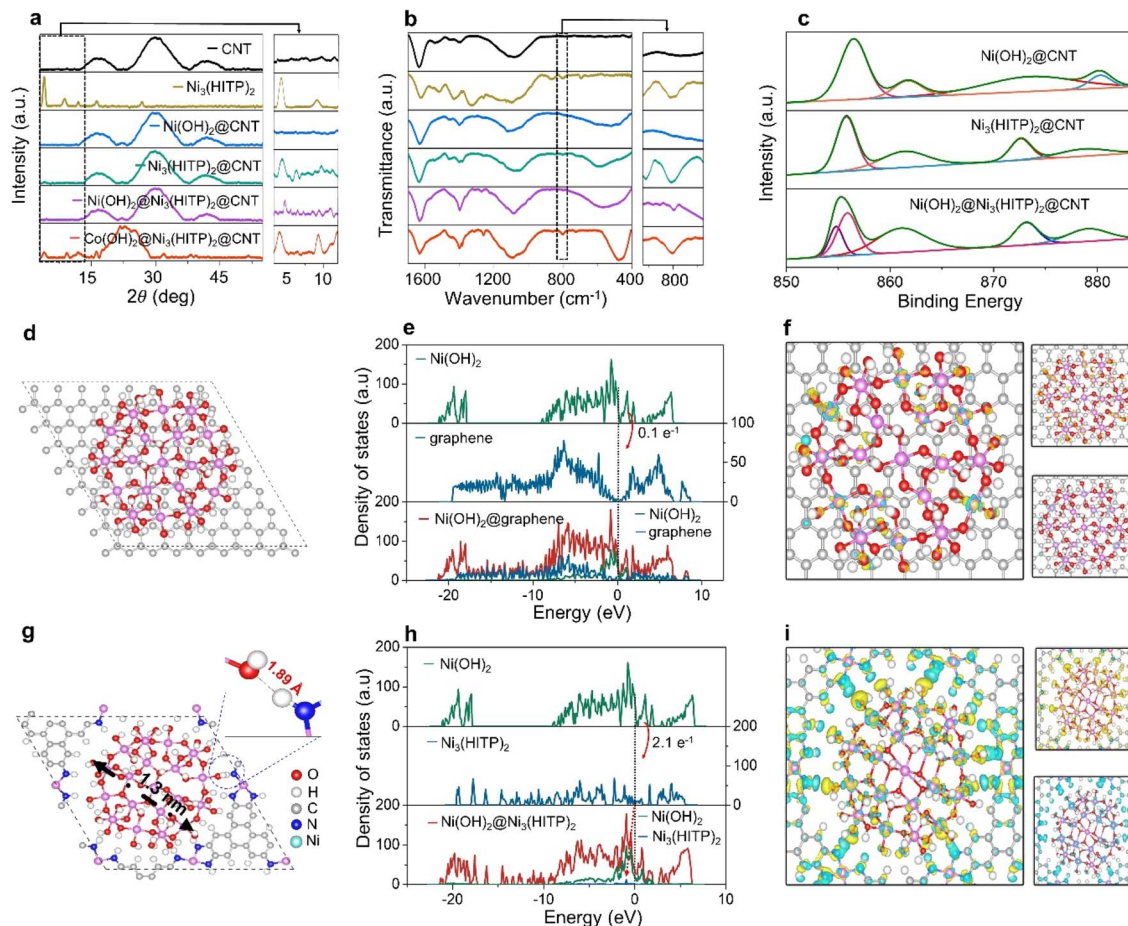 a
CNT
Ni₃(HITP)₂
Ni(OH)₂@CNT
Ni₃(HITP)₂@CNT
Ni(OH)₂@Ni₃(HITP)₂@CNT
Co(OH)₂@Ni₃(HITP)₂@CNT
Intensity (a.u.)
15 30 45 5 10
2θ (deg)
b
Transmittance (a.u.)
1600 1200 800 400 800
Wavenumber (cm⁻¹)
c
Ni(OH)₂@CNT
Ni₃(HITP)₂@CNT
Ni(OH)₂@Ni₃(HITP)₂@CNT
Intensity (a.u.)
850 860 870 880
Binding Energy
d
e
200
Ni(OH)₂
100
0
100
0.1 e⁻¹
graphene
50
0
200
Ni(OH)₂@graphene
Ni(OH)₂
graphene
100
0
Density of states (a.u)
-20 -10 0 10
Energy (eV)
f
g
1.89 Å
1.3 nm
O
H
C
N
Ni
h
200
Ni(OH)₂
100
0
200
2.1 e⁻¹
Ni₃(HITP)₂
100
0
200
Ni(OH)₂@Ni₃(HITP)₂
Ni(OH)₂
Ni₃(HITP)₂
100
0
Density of states (a.u)
-20 -10 0 10
Energy (eV)
i